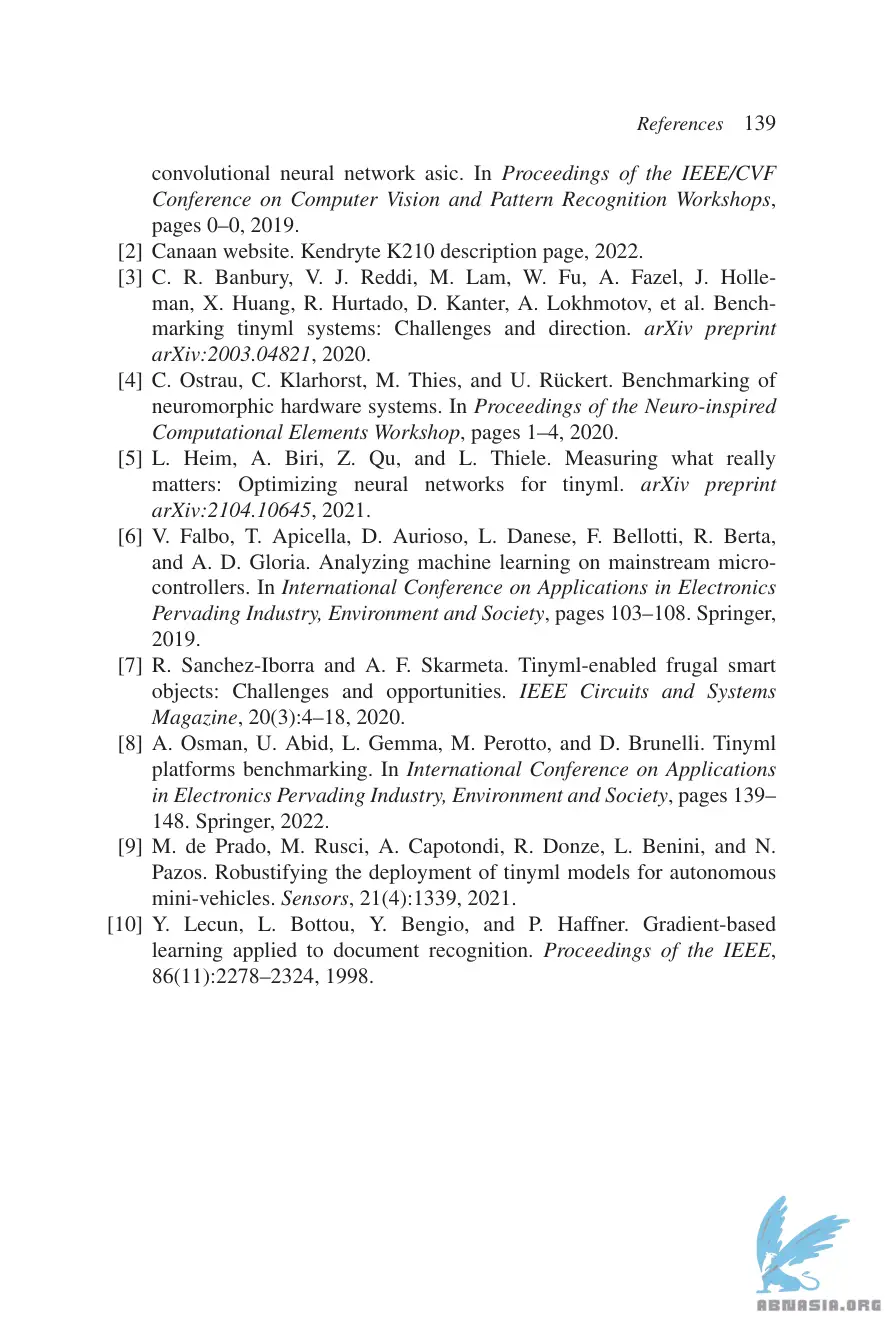 References 139
convolutional neural network asic. In Proceedings of the IEEE/CVF
Conference on Computer Vision and Pattern Recognition Workshops,
pages 0–0, 2019.
[2] Canaan website. Kendryte K210 description page, 2022.
[3] C. R. Banbury, V. J. Reddi, M. Lam, W. Fu, A. Fazel, J. Holle-
man, X. Huang, R. Hurtado, D. Kanter, A. Lokhmotov, et al. Bench-
marking tinyml systems: Challenges and direction. arXiv preprint
arXiv:2003.04821, 2020.
[4] C. Ostrau, C. Klarhorst, M. Thies, and U. Rückert. Benchmarking of
neuromorphic hardware systems. In Proceedings of the Neuro-inspired
Computational Elements Workshop, pages 1–4, 2020.
[5] L. Heim, A. Biri, Z. Qu, and L. Thiele. Measuring what really
matters: Optimizing neural networks for tinyml. arXiv preprint
arXiv:2104.10645, 2021.
[6] V. Falbo, T. Apicella, D. Aurioso, L. Danese, F. Bellotti, R. Berta,
and A. D. Gloria. Analyzing machine learning on mainstream micro-
controllers. In International Conference on Applications in Electronics
Pervading Industry, Environment and Society, pages 103–108. Springer,
2019.
[7] R. Sanchez-Iborra and A. F. Skarmeta. Tinyml-enabled frugal smart
objects: Challenges and opportunities. IEEE Circuits and Systems
Magazine, 20(3):4–18, 2020.
[8] A. Osman, U. Abid, L. Gemma, M. Perotto, and D. Brunelli. Tinyml
platforms benchmarking. In International Conference on Applications
in Electronics Pervading Industry, Environment and Society, pages 139–
148. Springer, 2022.
[9] M. de Prado, M. Rusci, A. Capotondi, R. Donze, L. Benini, and N.
Pazos. Robustifying the deployment of tinyml models for autonomous
mini-vehicles. Sensors, 21(4):1339, 2021.
[10] Y. Lecun, L. Bottou, Y. Bengio, and P. Haffner. Gradient-based
learning applied to document recognition. Proceedings of the IEEE,
86(11):2278–2324, 1998.
ABNASIA.ORG